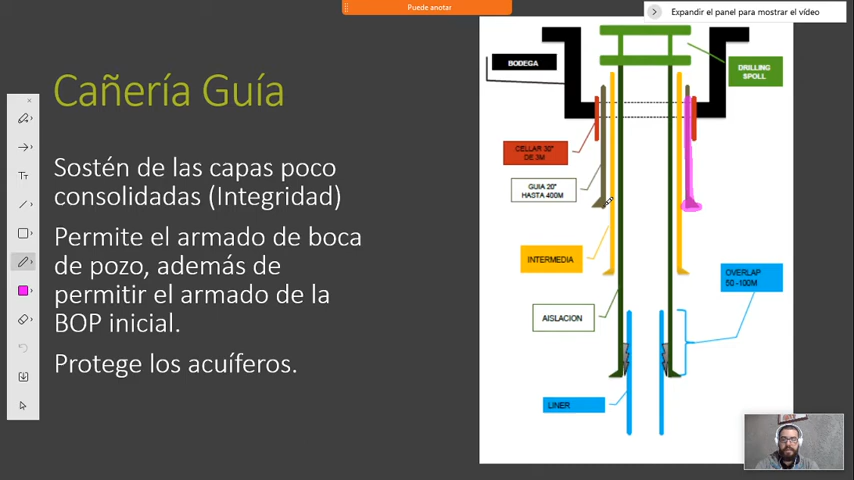 Puede anotar
Expandir el panel para mostrar el vídeo
Cañería Guía
Sostén de las capas poco
consolidadas (Integridad)
Permite el armado de boca
de pozo, además de
permitir el armado de la
BOP inicial.
Protege los acuíferos.
BODEGA
DRILLING
SPOLL
CELLAR 30"
DE 3M
GUIA 20"
HASTA 400M
INTERMEDIA
OVERLAP
50 -100M
AISLACION
LINER
Tт